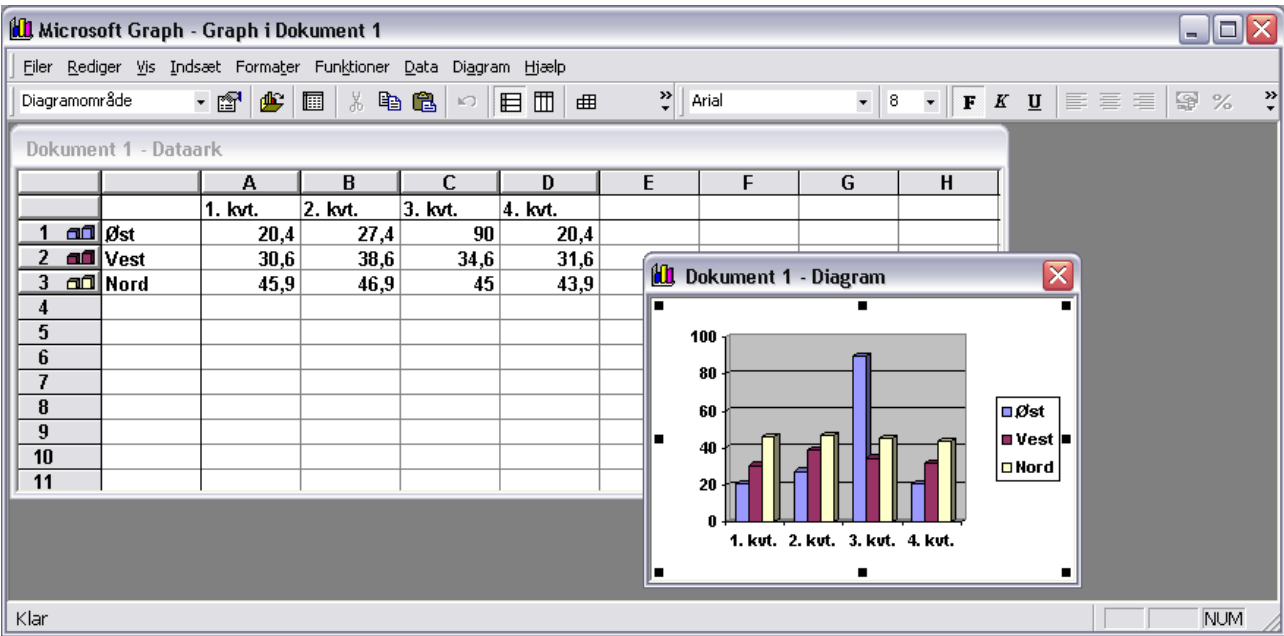 Microsoft Graph - Graph i Dokument 1
Filer Rediger Vis Indsæt Formater Funktioner Data Diagram Hjælp
Diagramområde Arial 8 F K U %
Dokument 1 - Dataark
A B C D E F G H
1. kvt. 2. kvt. 3. kvt. 4. kvt.
1 Øst 20,4 27,4 90 20,4
2 Vest 30,6 38,6 34,6 31,6
3 Nord 45,9 46,9 45 43,9
4
5
6
7
8
9
10
11
Dokument 1 - Diagram
100
80
60
40
20
0
1. kvt. 2. kvt. 3. kvt. 4. kvt.
Øst
Vest
Nord
Klar NUM